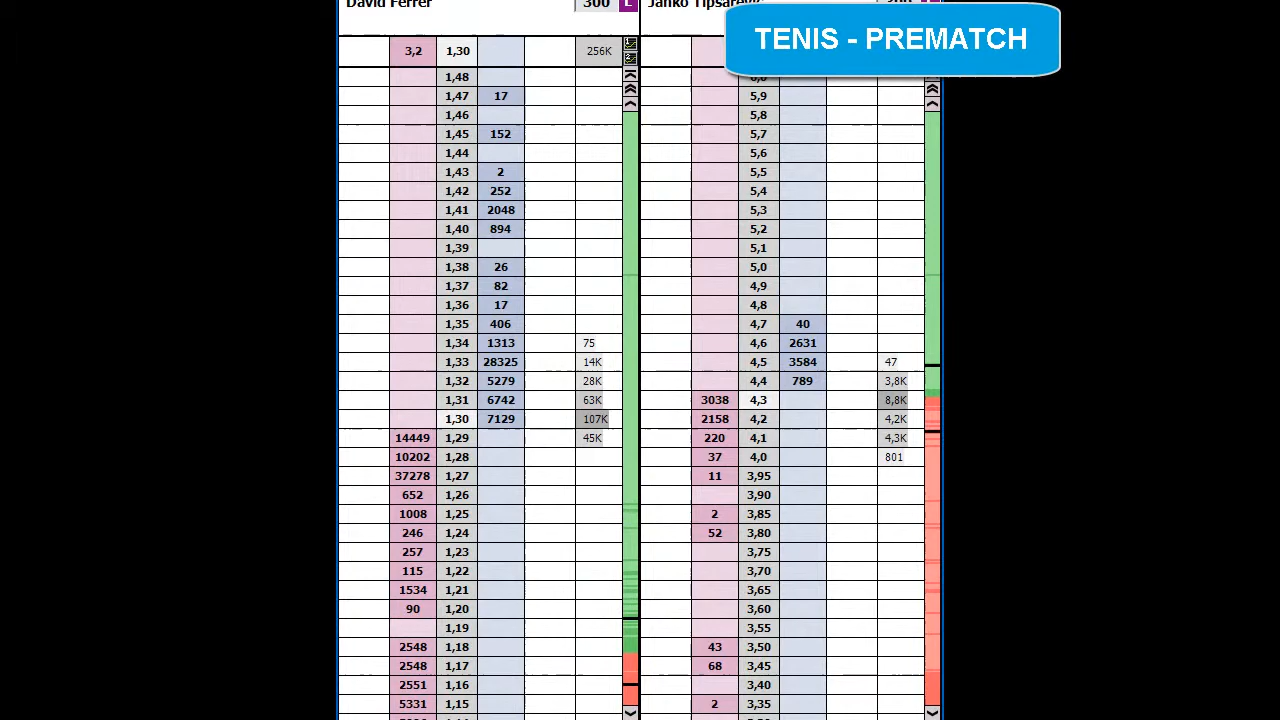 David Ferrer 300 L Janko Tipsarevic
TENIS - PREMATCH
3,2 1,30 256K
1,48
1,47 17 5,9
1,46 5,8
1,45 152 5,7
1,44 5,6
1,43 2 5,5
1,42 252 5,4
1,41 2048 5,3
1,40 894 5,2
1,39 5,1
1,38 26 5,0
1,37 82 4,9
1,36 17 4,8
1,35 406 4,7 40
1,34 1313 75 4,6 2631
1,33 28325 14K 4,5 3584 47
1,32 5279 28K 4,4 789 3,8K
1,31 6742 63K 3038 4,3 8,8K
1,30 7129 107K 2158 4,2 4,2K
14449 1,29 45K 220 4,1 4,3K
10202 1,28 37 4,0 801
37278 1,27 11 3,95
652 1,26 3,90
1008 1,25 2 3,85
246 1,24 52 3,80
257 1,23 3,75
115 1,22 3,70
1534 1,21 3,65
90 1,20 3,60
1,19 3,55
2548 1,18 43 3,50
2548 1,17 68 3,45
2551 1,16 3,40
5331 1,15 2 3,35